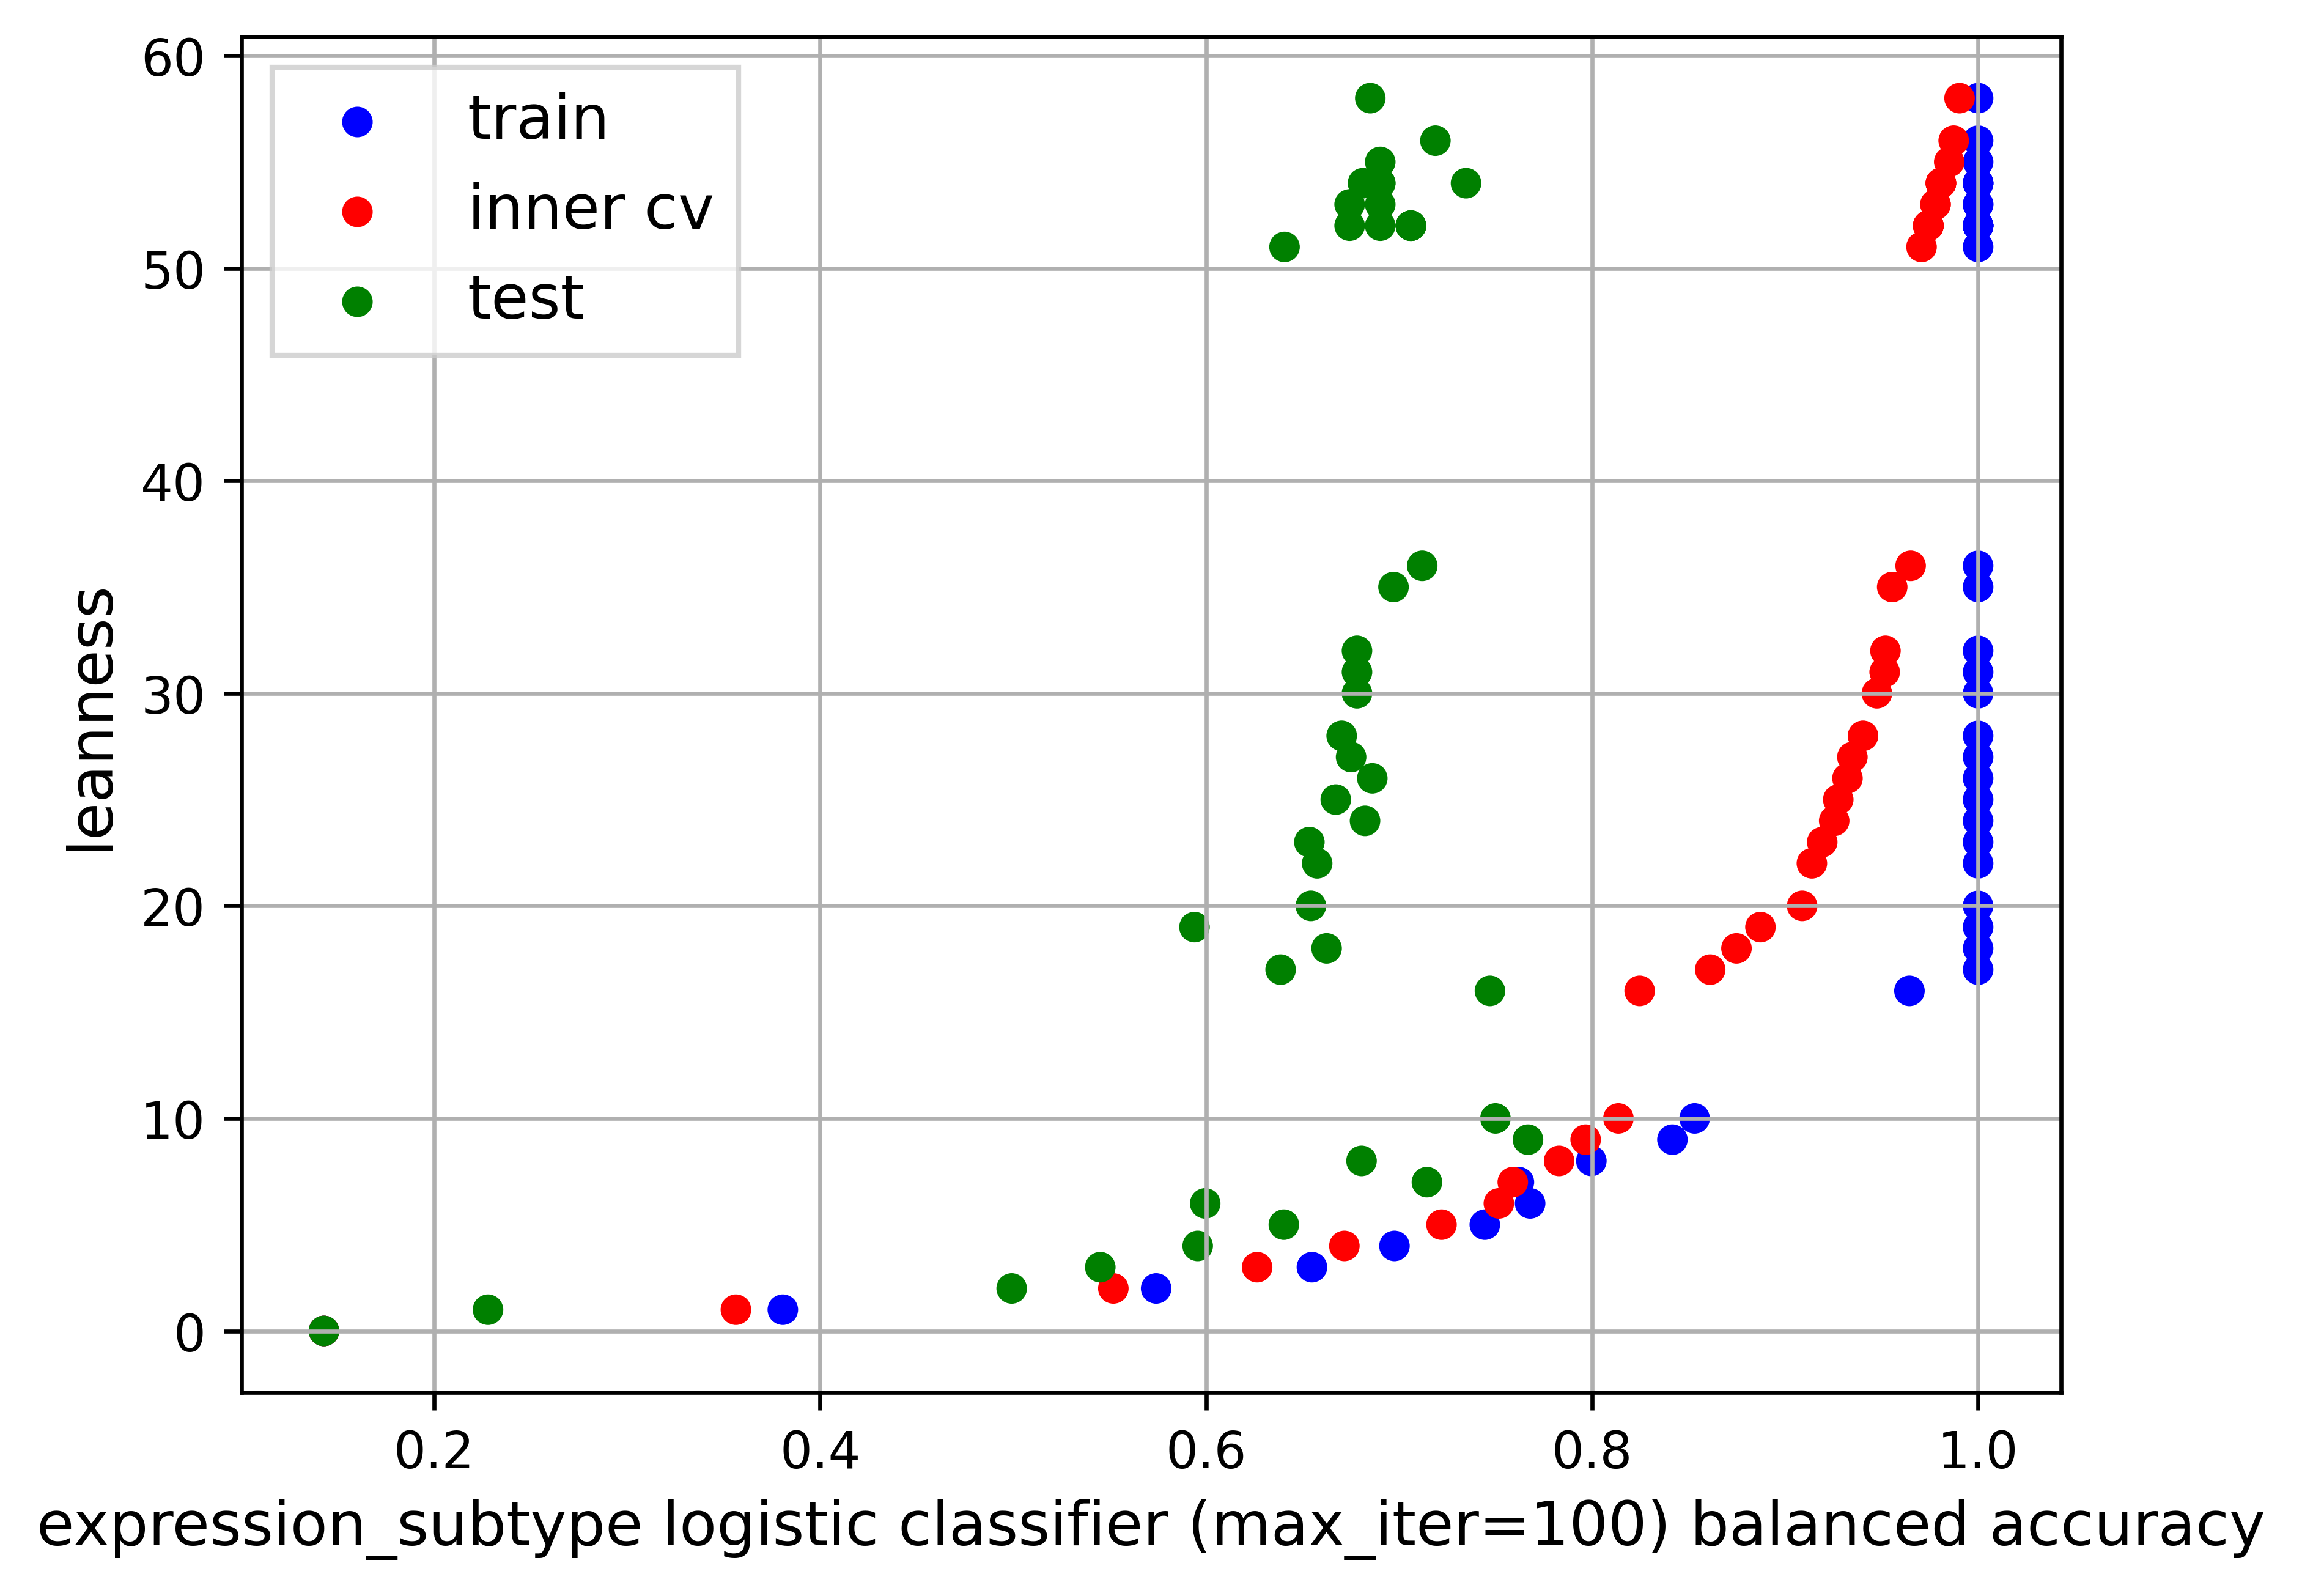 60
50
40
30
20
10
0
leanness
train
inner cv
test
0.2 0.4 0.6 0.8 1.0
expression_subtype logistic classifier (max_iter=100) balanced accuracy